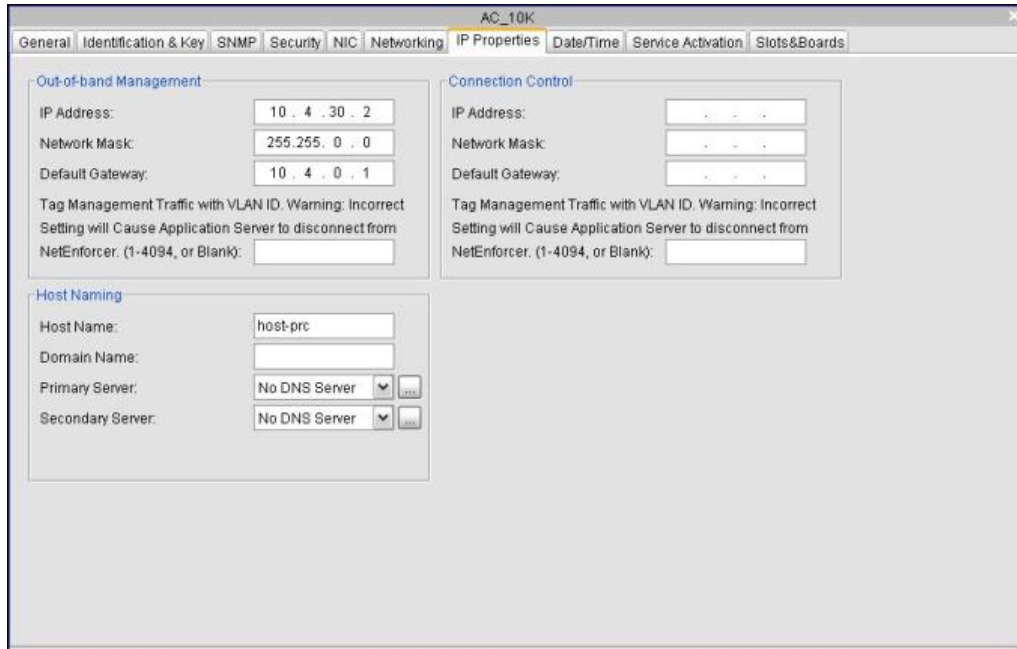 AC_10K
General Identification & Key SNMP Security NIC Networking IP Properties Date/Time Service Activation Slots&Boards
Out-of-band Management
IP Address: 10 . 4 . 30 . 2
Network Mask: 255.255. 0 . 0
Default Gateway: 10 . 4 . 0 . 1
Tag Management Traffic with VLAN ID. Warning: Incorrect
Setting will Cause Application Server to disconnect from
NetEnforcer. (1-4094, or Blank):
Connection Control
IP Address: . . .
Network Mask: . . .
Default Gateway: . . .
Tag Management Traffic with VLAN ID. Warning: Incorrect
Setting will Cause Application Server to disconnect from
NetEnforcer. (1-4094, or Blank):
Host Naming
Host Name: host-prc
Domain Name:
Primary Server: No DNS Server ...
Secondary Server: No DNS Server ...